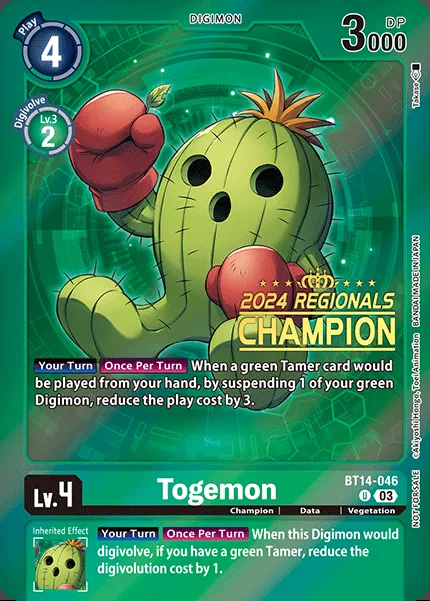 Play
4
DIGIMON
DP
3000
Digivolve
Lv.3
2
2024 REGIONALS
CHAMPION
Your Turn Once Per Turn When a green Tamer card would
be played from your hand, by suspending 1 of your green
Digimon, reduce the play cost by 3.
Lv.4
Togemon
BT14-046
U 03
Champion | Data | Vegetation
Inherited Effect
Your Turn Once Per Turn When this Digimon would
digivolve, if you have a green Tamer, reduce the
digivolution cost by 1.
Takase
©Akiyoshi Hongo, Toei Animation BANDAI MADE IN JAPAN
NOT FOR SALE